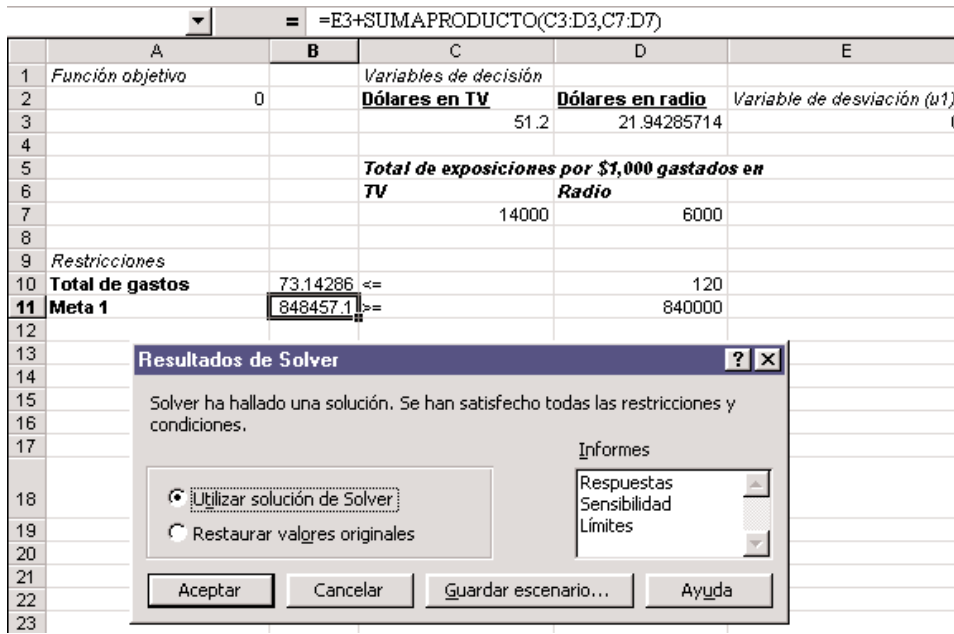 = =E3+SUMAPRODUCTO(C3:D3,C7:D7)
A B C D E
1 Función objetivo Variables de decisión
2 0 Dólares en TV Dólares en radio Variable de desviación (u1)
3 51.2 21.94285714
4
5 Total de exposiciones por $1,000 gastados en
6 TV Radio
7 14000 6000
8
9 Restricciones
10 Total de gastos 73.14286 <= 120
11 Meta 1 848457.1 >= 840000
12
13
14
15
16
17
18
19
20
21
22
23
Resultados de Solver ? X
Solver ha hallado una solución. Se han satisfecho todas las restricciones y
condiciones.
Informes
Utilizar solución de Solver
Restaurar valores originales
Respuestas
Sensibilidad
Límites
Aceptar Cancelar Guardar escenario... Ayuda